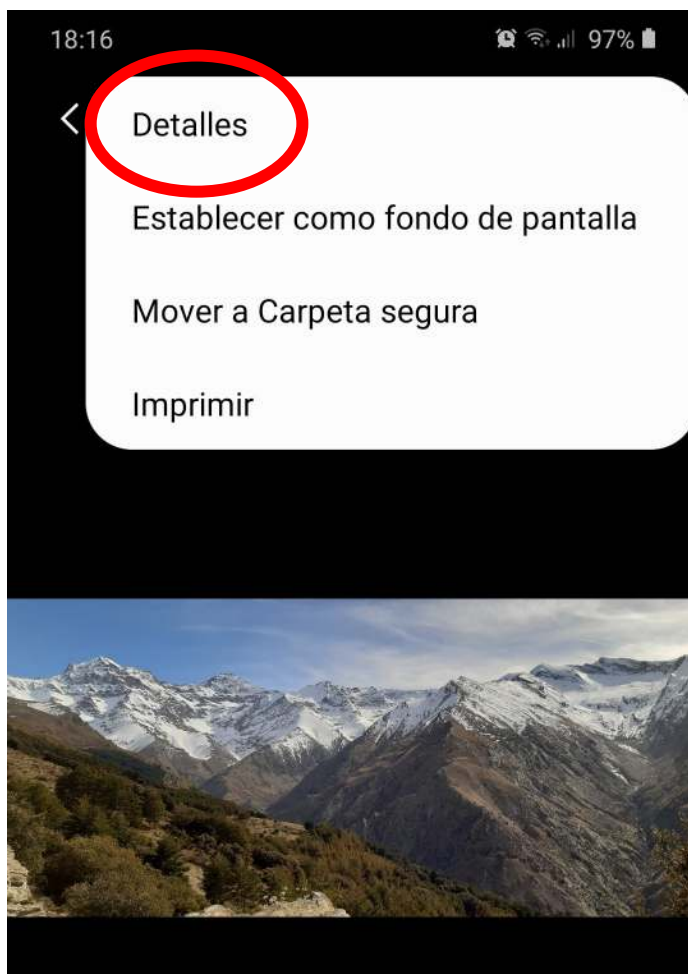 18:16 97%
Detalles
Establecer como fondo de pantalla
Mover a Carpeta segura
Imprimir